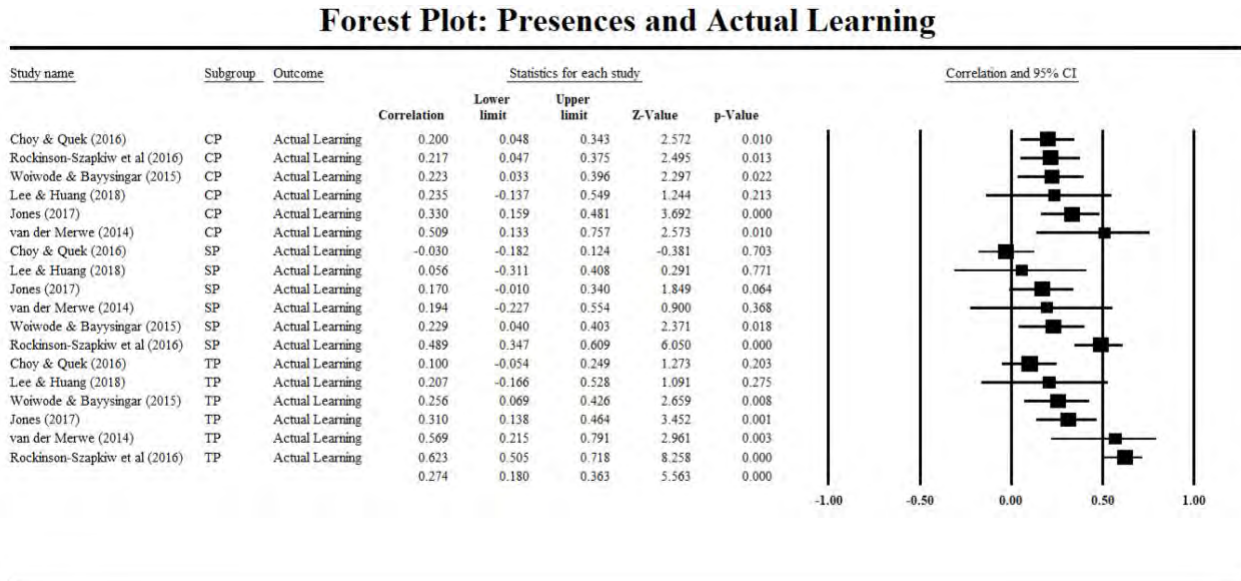 Forest Plot: Presences and Actual Learning
Study name Subgroup Outcome Statistics for each study Correlation and 95% CI
Correlation Lower limit Upper limit Z-Value p-Value
Choy & Quek (2016) CP Actual Learning 0.200 0.048 0.343 2.572 0.010
Rockinson-Szapkiw et al (2016) CP Actual Learning 0.217 0.047 0.375 2.495 0.013
Woiwode & Bayysingar (2015) CP Actual Learning 0.223 0.033 0.396 2.297 0.022
Lee & Huang (2018) CP Actual Learning 0.235 -0.137 0.549 1.244 0.213
Jones (2017) CP Actual Learning 0.330 0.159 0.481 3.692 0.000
van der Merwe (2014) CP Actual Learning 0.509 0.133 0.757 2.573 0.010
Choy & Quek (2016) SP Actual Learning -0.030 -0.182 0.124 -0.381 0.703
Lee & Huang (2018) SP Actual Learning 0.056 -0.311 0.408 0.291 0.771
Jones (2017) SP Actual Learning 0.170 -0.010 0.340 1.849 0.064
van der Merwe (2014) SP Actual Learning 0.194 -0.227 0.554 0.900 0.368
Woiwode & Bayysingar (2015) SP Actual Learning 0.229 0.040 0.403 2.371 0.018
Rockinson-Szapkiw et al (2016) SP Actual Learning 0.489 0.347 0.609 6.050 0.000
Choy & Quek (2016) TP Actual Learning 0.100 -0.054 0.249 1.273 0.203
Lee & Huang (2018) TP Actual Learning 0.207 -0.166 0.528 1.091 0.275
Woiwode & Bayysingar (2015) TP Actual Learning 0.256 0.069 0.426 2.659 0.008
Jones (2017) TP Actual Learning 0.310 0.138 0.464 3.452 0.001
van der Merwe (2014) TP Actual Learning 0.569 0.215 0.791 2.961 0.003
Rockinson-Szapkiw et al (2016) TP Actual Learning 0.623 0.505 0.718 8.258 0.000
0.274 0.180 0.363 5.563 0.000
-1.00 -0.50 0.00 0.50 1.00